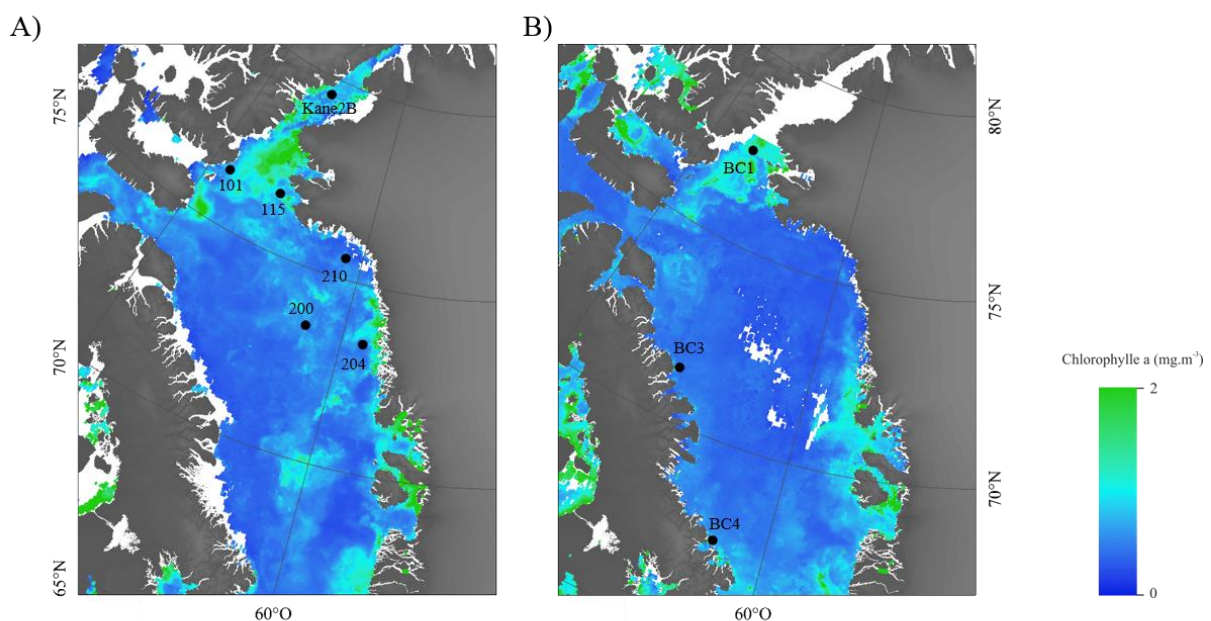 A)
B)
75°N
70°N
65°N
60°O
Kane2B
101
115
210
200
204
BC1
BC3
BC4
60°O
80°N
75°N
70°N
Chlorophylle a (mg.m⁻³)
2
0